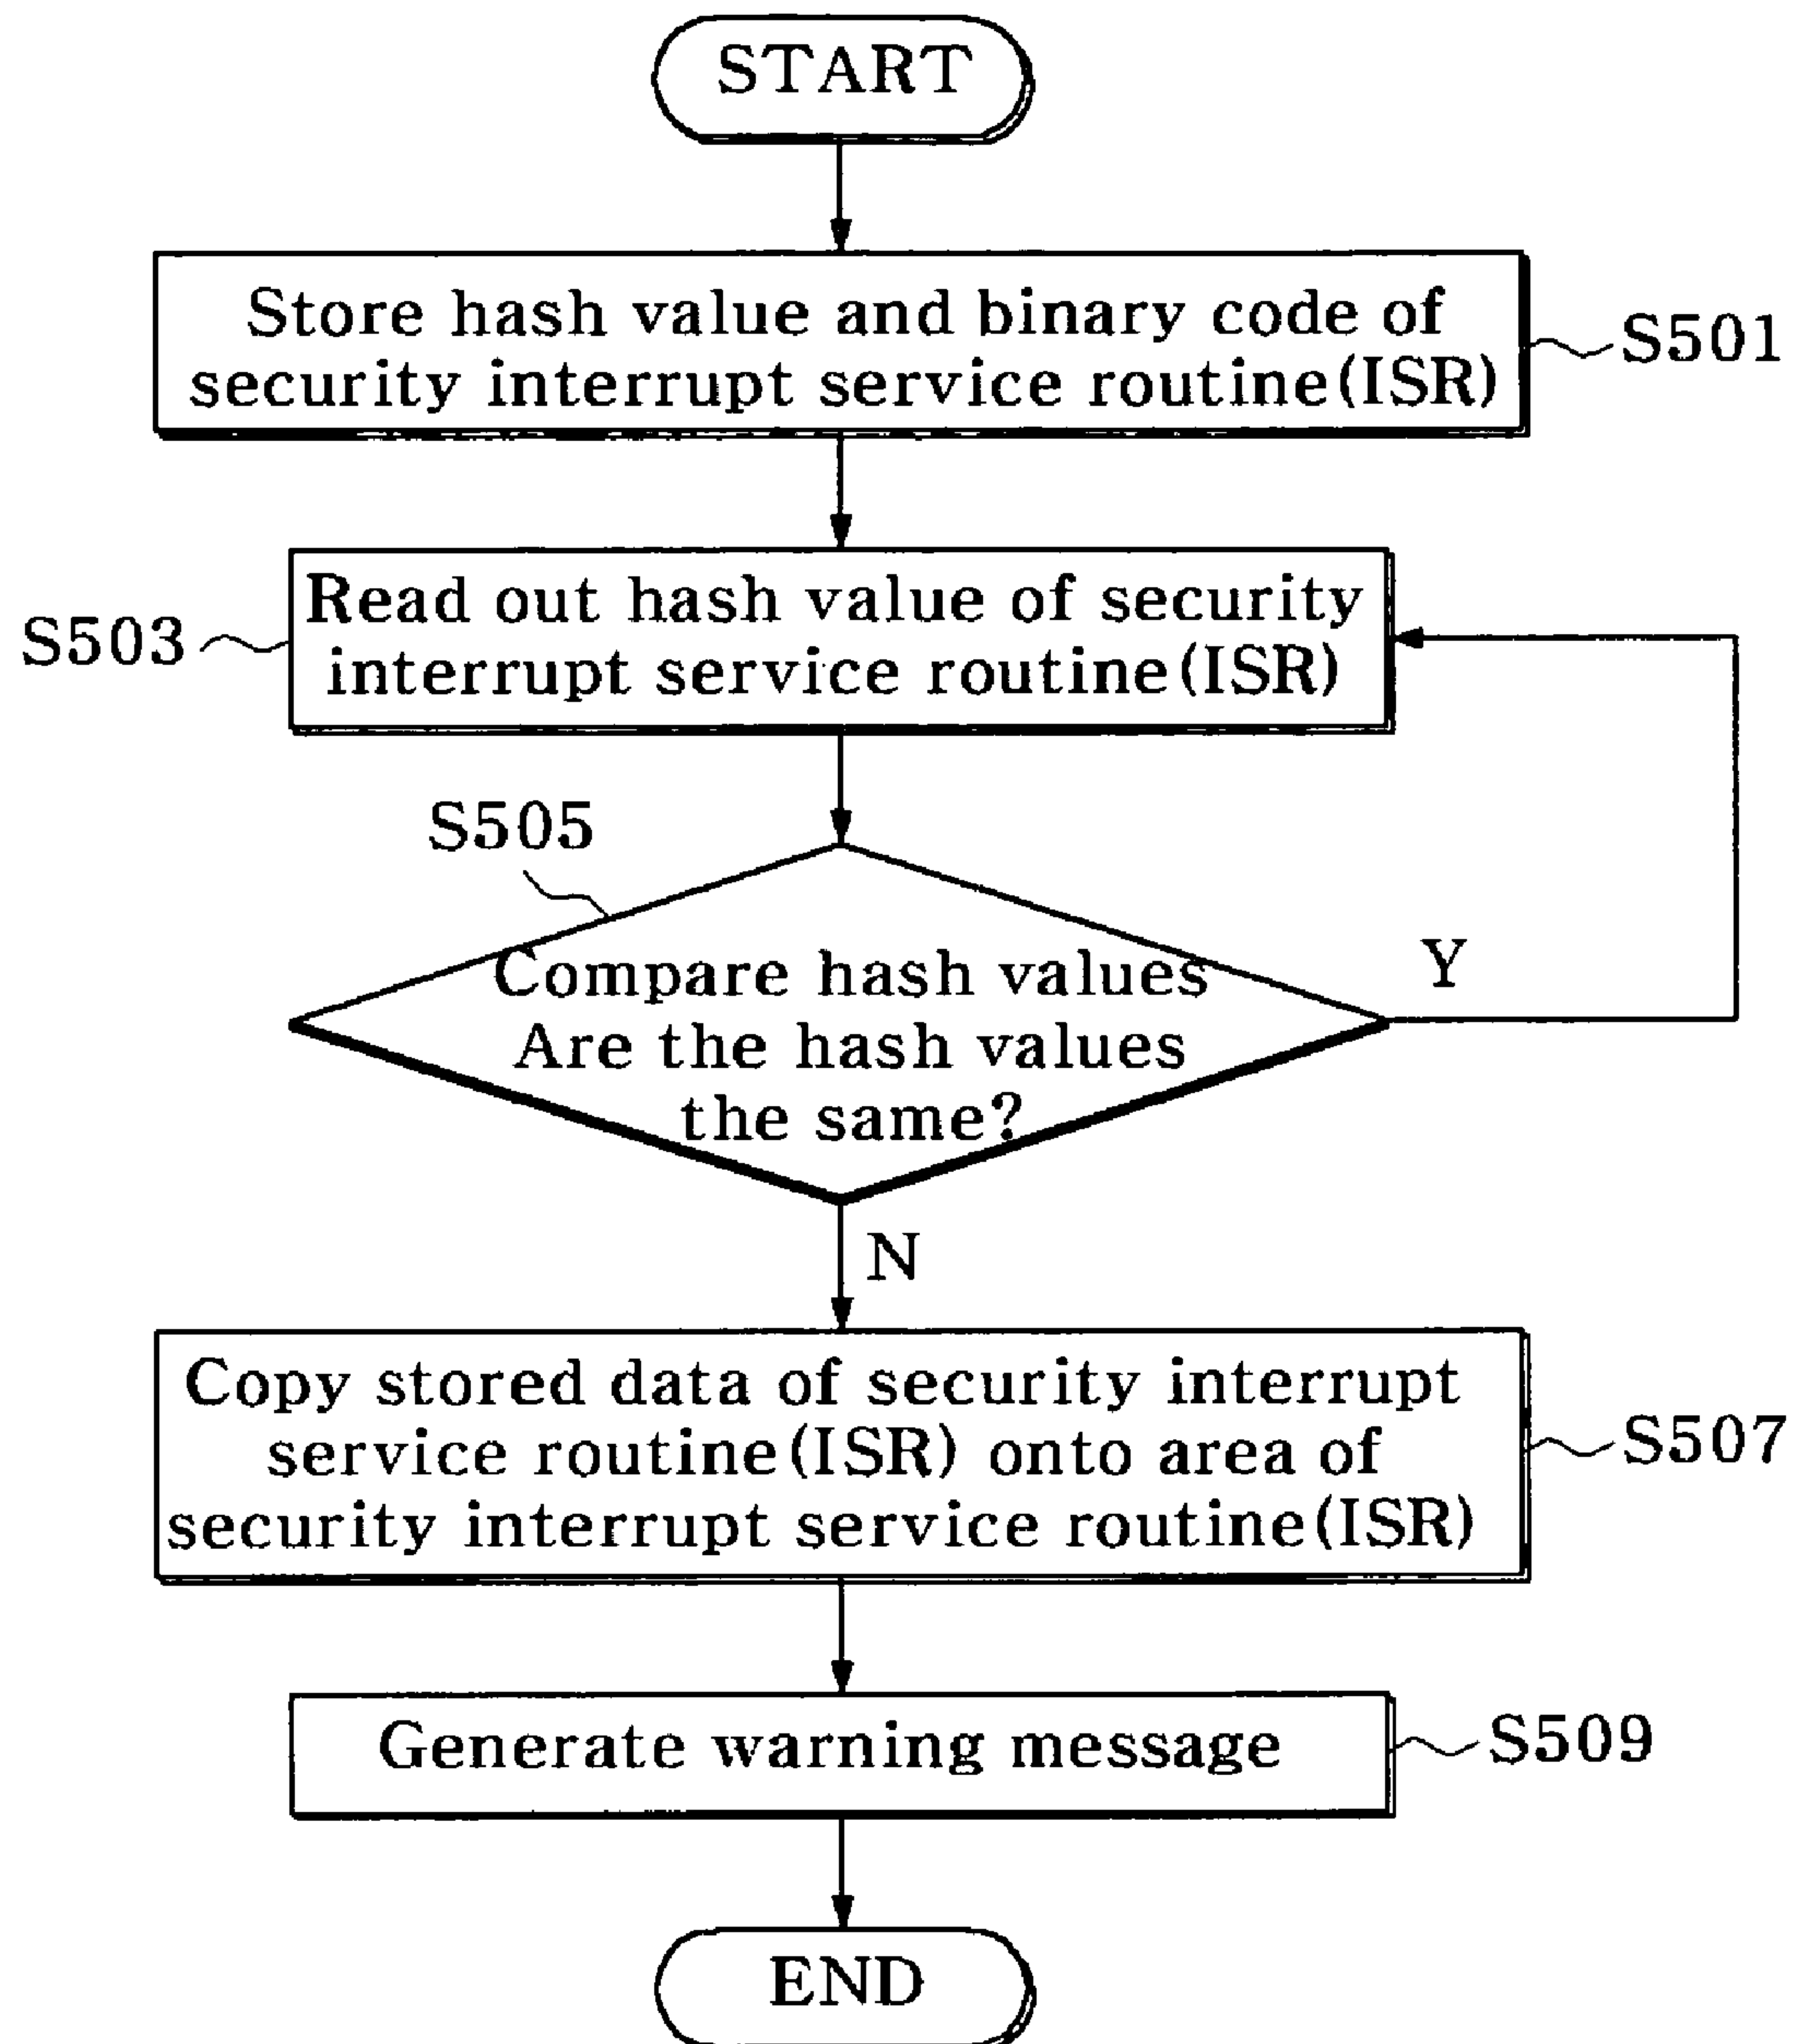 START
Store hash value and binary code of
security interrupt service routine(ISR)
S501
Read out hash value of security
interrupt service routine(ISR)
S503
S505
Compare hash values
Are the hash values
the same?
Y
N
Copy stored data of security interrupt
service routine(ISR) onto area of
security interrupt service routine(ISR)
S507
Generate warning message
S509
END